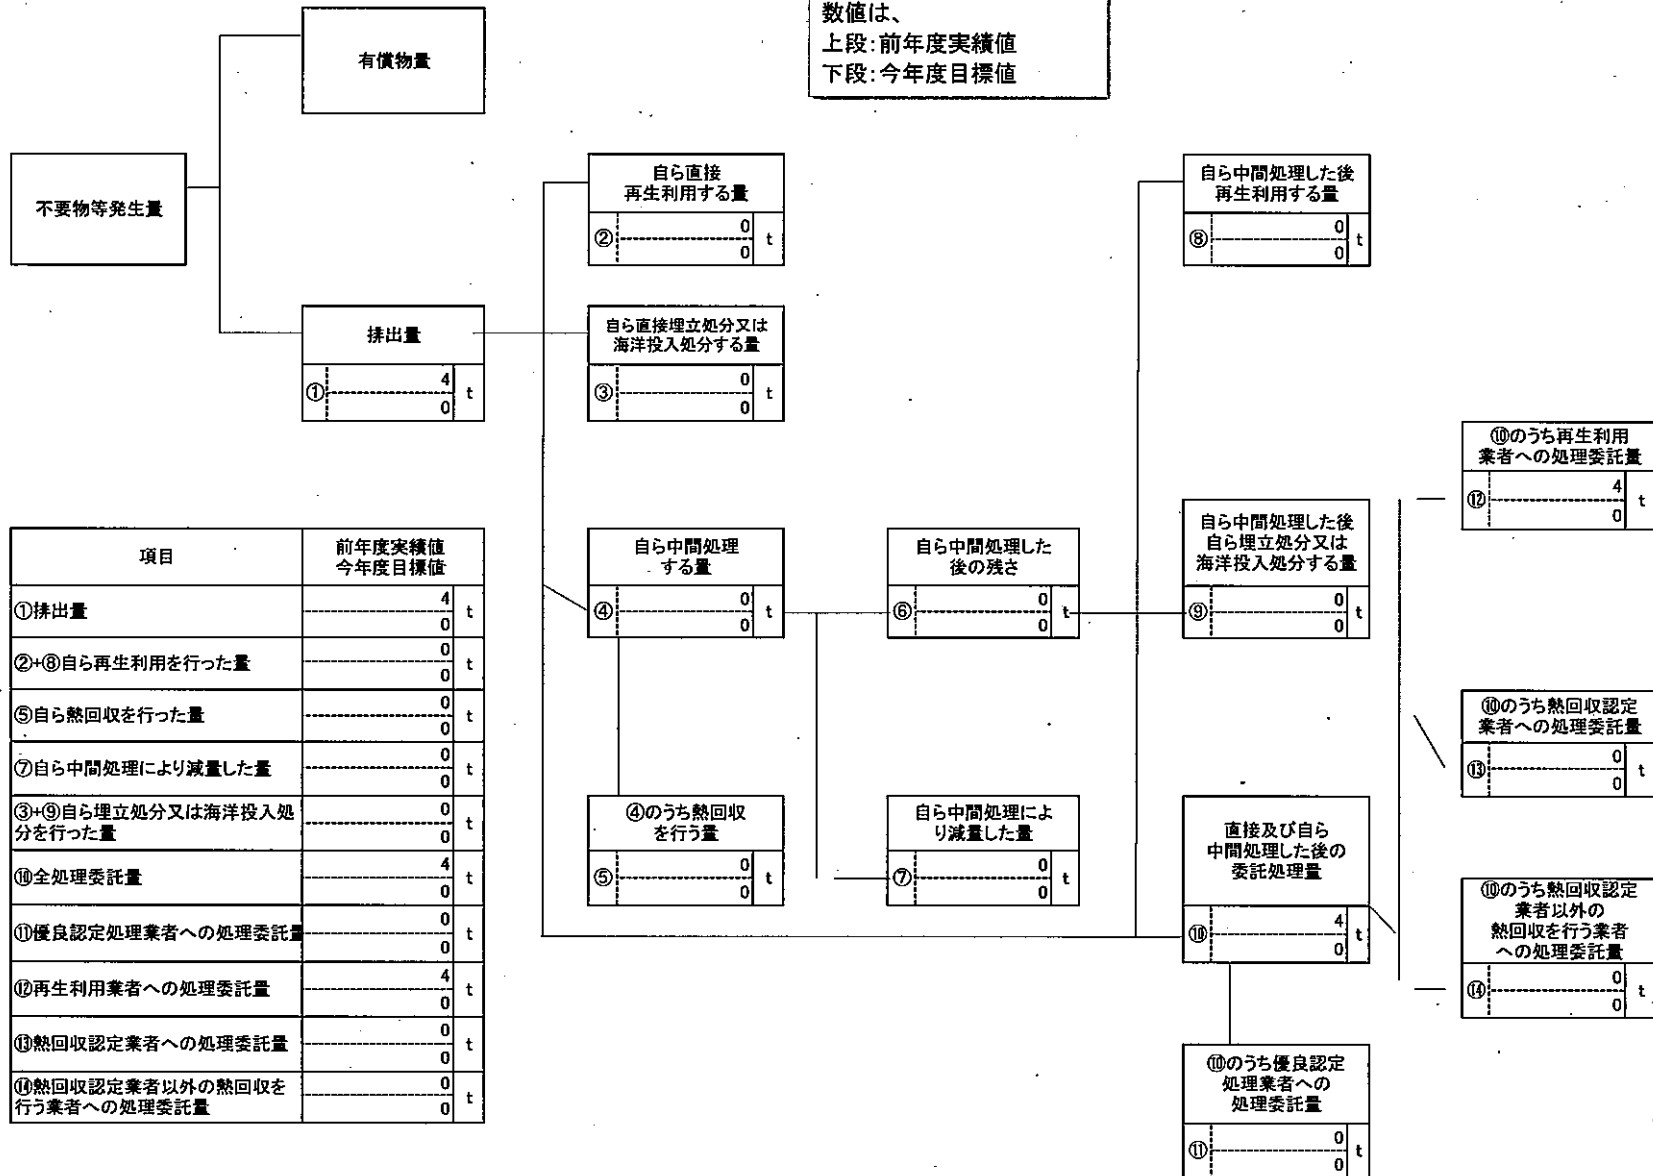 数値は、
上段:前年度実績値
下段:今年度目標値
有償物量
不要物等発生量
排出量
① 4 t
0
自ら直接
再生利用する量
② 0 t
0
自ら直接埋立処分又は
海洋投入処分する量
③ 0 t
0
自ら中間処理
する量
④ 0 t
0
④のうち熱回収
を行う量
⑤ 0 t
0
自ら中間処理した
後の残さ
⑥ 0 t
0
自ら中間処理によ
り減量した量
⑦ 0 t
0
自ら中間処理した後
再生利用する量
⑧ 0 t
0
自ら中間処理した後
自ら埋立処分又は
海洋投入処分する量
⑨ 0 t
0
直接及び自ら
中間処理した後の
委託処理量
⑩ 4 t
0
⑩のうち優良認定
処理業者への
処理委託量
⑪ 0 t
0
⑩のうち再生利用
業者への処理委託量
⑫ 4 t
0
⑩のうち熱回収認定
業者への処理委託量
⑬ 0 t
0
⑩のうち熱回収認定
業者以外の
熱回収を行う業者
への処理委託量
⑭ 0 t
0
項目 前年度実績値
今年度目標値
①排出量 4 t
0
②+⑧自ら再生利用を行った量 0 t
0
⑤自ら熱回収を行った量 0 t
0
⑦自ら中間処理により減量した量 0 t
0
③+⑨自ら埋立処分又は海洋投入処
分を行った量 0 t
0
⑩全処理委託量 4 t
0
⑪優良認定処理業者への処理委託量 0 t
0
⑫再生利用業者への処理委託量 4 t
0
⑬熱回収認定業者への処理委託量 0 t
0
⑭熱回収認定業者以外の熱回収を
行う業者への処理委託量 0 t
0